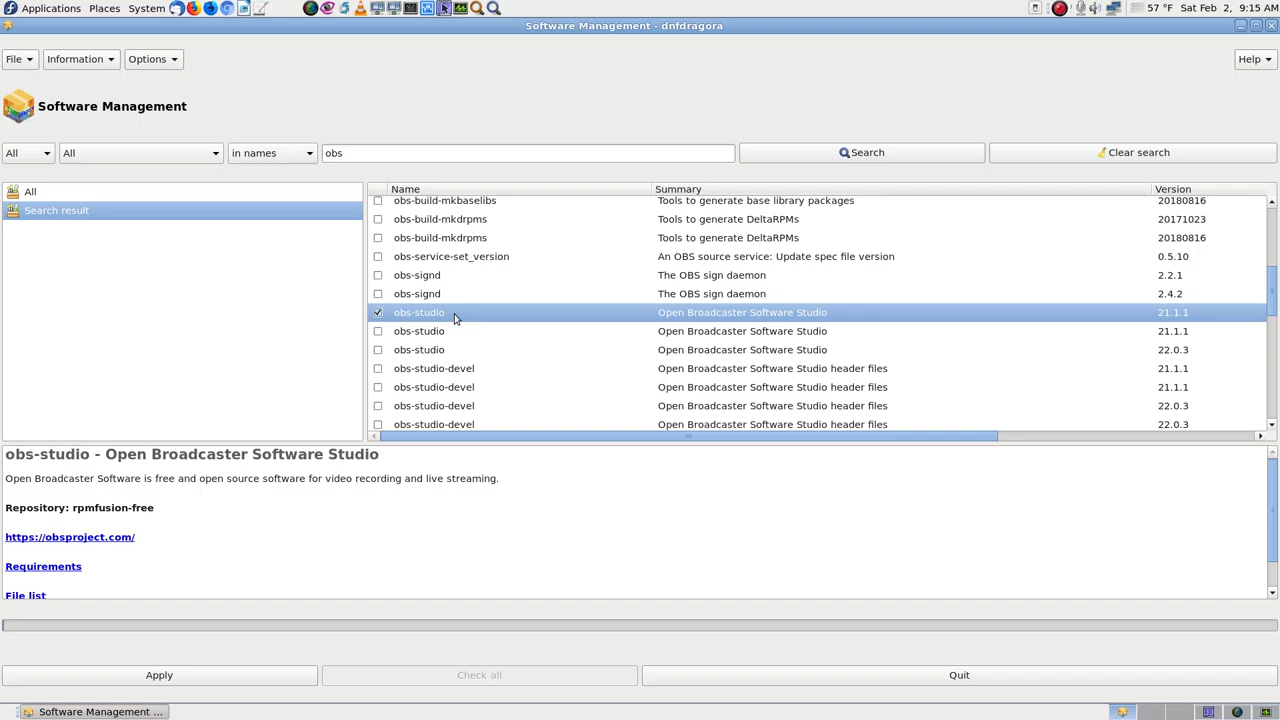 Applications Places System 57 °F Sat Feb 2, 9:15 AM
Software Management - dnfdragora
File Information Options Help
Software Management
All All in names obs Search Clear search
All
Search result
Name Summary Version
obs-build-mkbaselibs Tools to generate base library packages 20180816
obs-build-mkdrpms Tools to generate DeltaRPMs 20171023
obs-build-mkdrpms Tools to generate DeltaRPMs 20180816
obs-service-set_version An OBS source service: Update spec file version 0.5.10
obs-signd The OBS sign daemon 2.2.1
obs-signd The OBS sign daemon 2.4.2
obs-studio Open Broadcaster Software Studio 21.1.1
obs-studio Open Broadcaster Software Studio 21.1.1
obs-studio Open Broadcaster Software Studio 22.0.3
obs-studio-devel Open Broadcaster Software Studio header files 21.1.1
obs-studio-devel Open Broadcaster Software Studio header files 21.1.1
obs-studio-devel Open Broadcaster Software Studio header files 22.0.3
obs-studio-devel Open Broadcaster Software Studio header files 22.0.3
obs-studio - Open Broadcaster Software Studio
Open Broadcaster Software is free and open source software for video recording and live streaming.
Repository: rpmfusion-free
https://obsproject.com/
Requirements
File list
Apply Check all Quit
Software Management ...